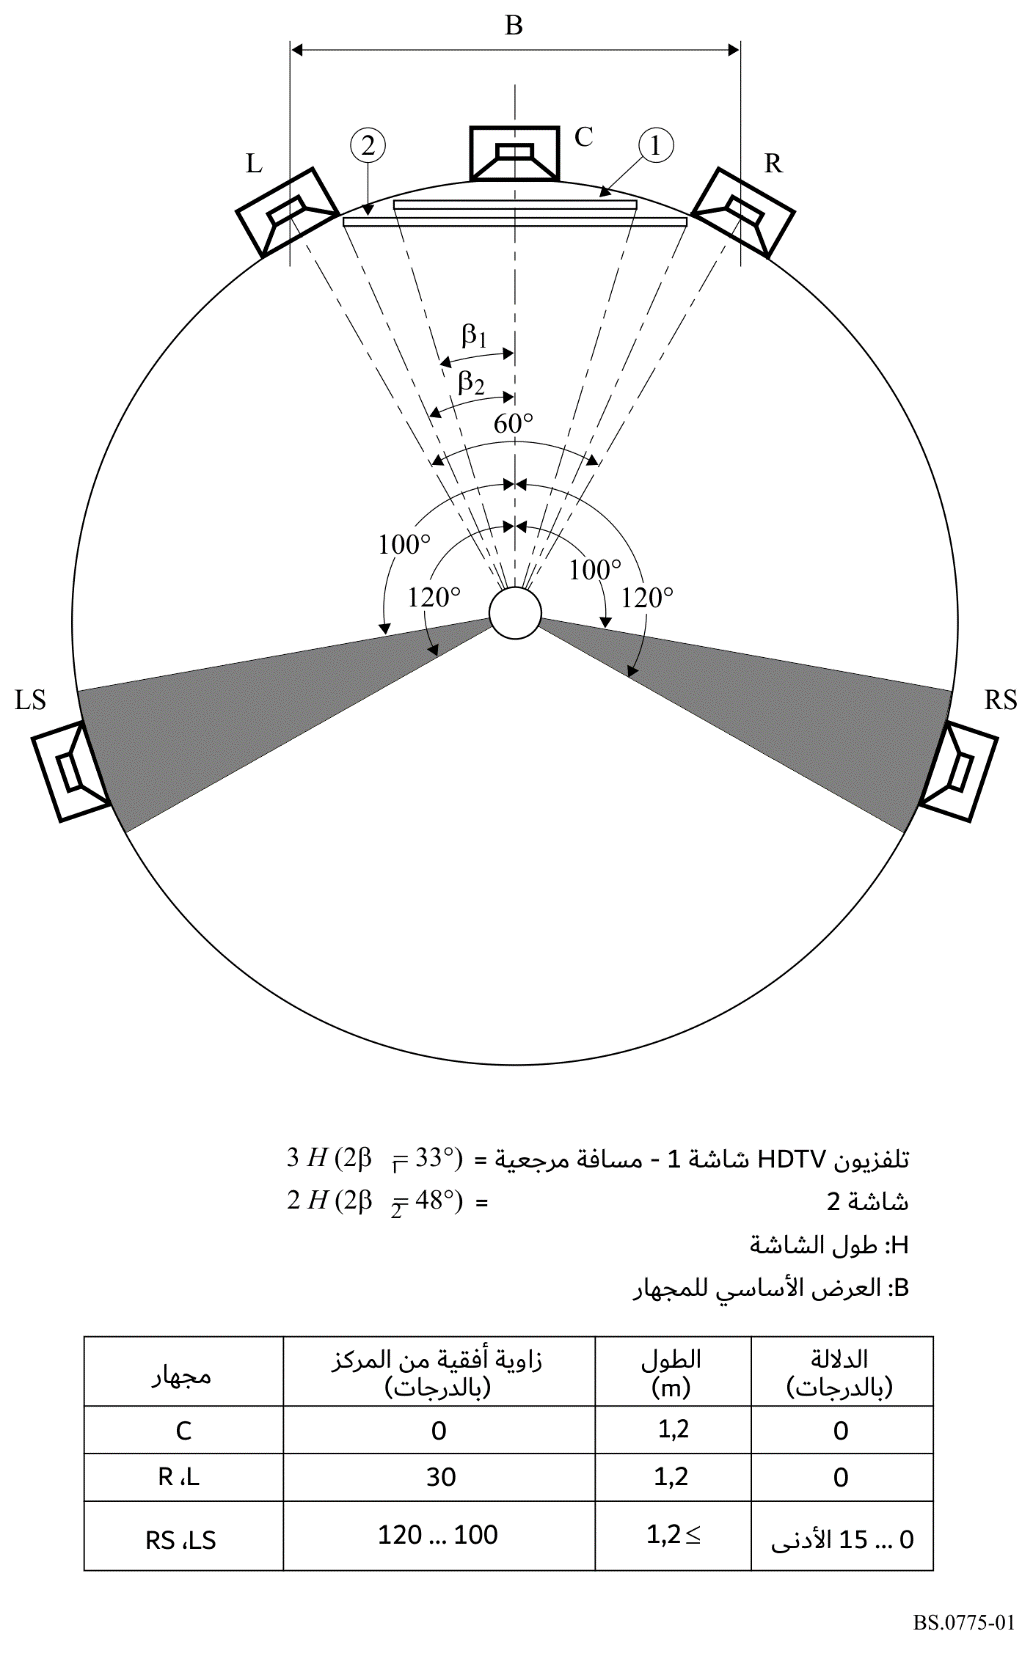 B
C
1
2
L
R
β1
β2
60°
100°
100°
120°
120°
LS
RS
تلفزيون HDTV شاشة 1 - مسافة مرجعية = 3 H (2β1 = 33°)
شاشة 2 = 2 H (2β2 = 48°)
H: طول الشاشة
B: العرض الأساسي للمجهار
مجهار | زاوية أفقية من المركز (بالدرجات) | الطول (m) | الدلالة (بالدرجات)
C | 0 | 1,2 | 0
R ،L | 30 | 1,2 | 0
RS ،LS | 120 ... 100 | 1,2≥ | 0 ... 15 الأدنى
BS.0775-01